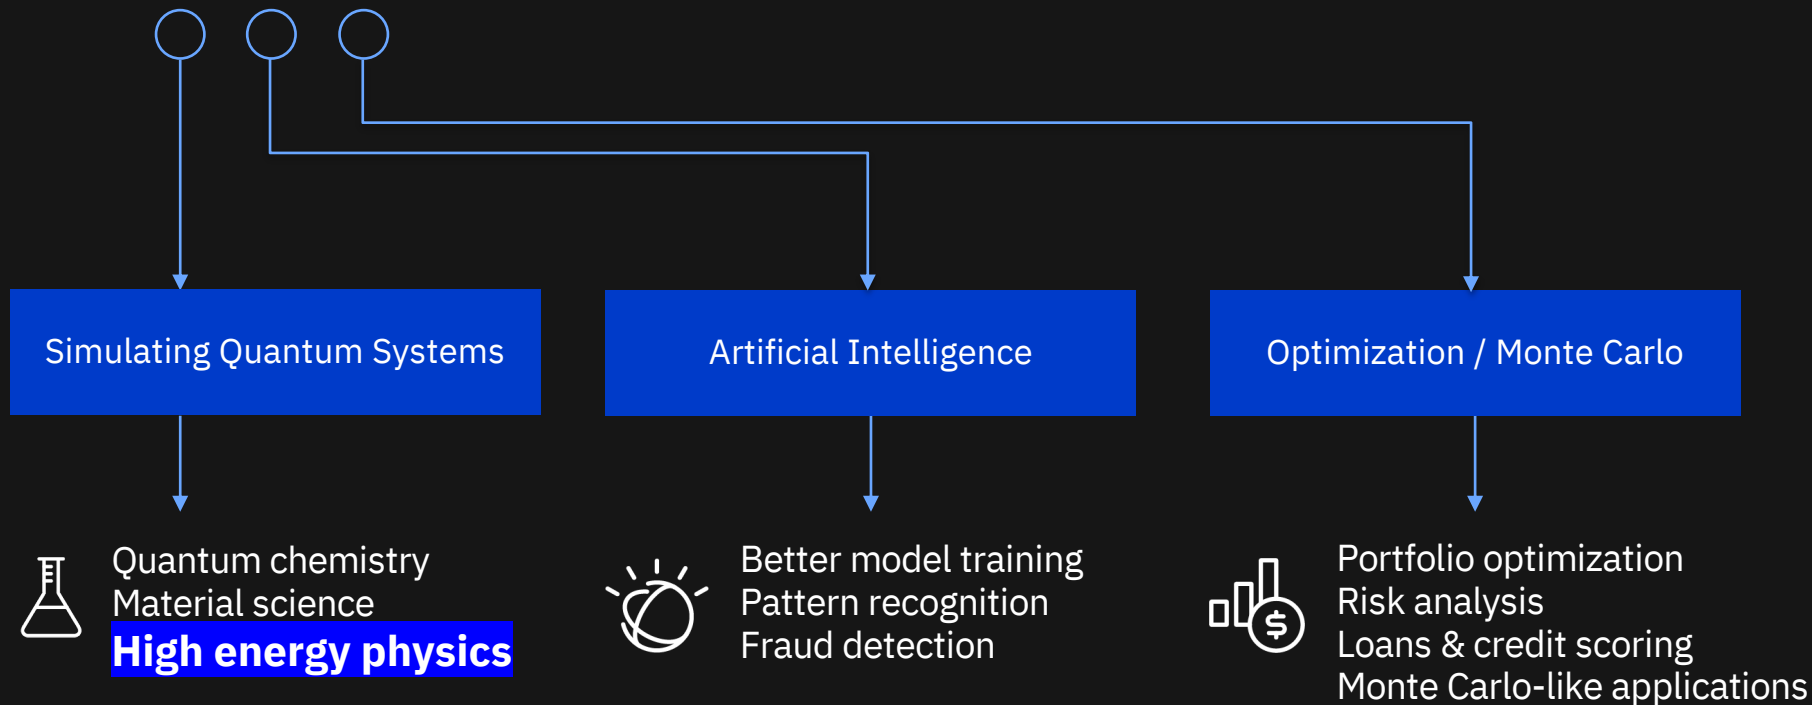 Simulating Quantum Systems
Artificial Intelligence
Optimization / Monte Carlo
Quantum chemistry
Material science
High energy physics
Better model training
Pattern recognition
Fraud detection
$
Portfolio optimization
Risk analysis
Loans & credit scoring
Monte Carlo-like applications